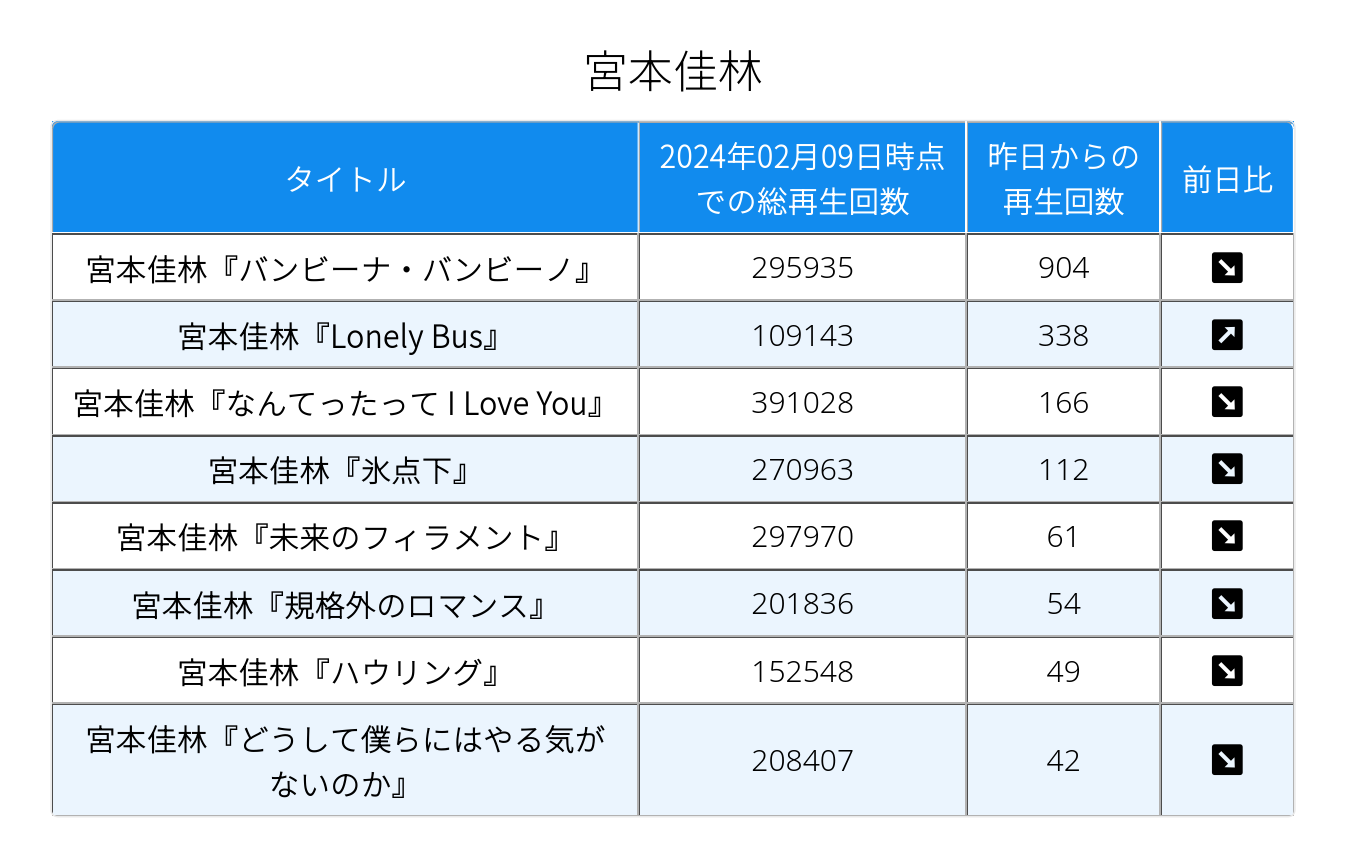 宮本佳林
タイトル
2024年02月09日時点
での総再生回数
昨日からの
再生回数
前日比
宮本佳林『バンビーナ・バンビーノ』 295935 904 ↘
宮本佳林『Lonely Bus』 109143 338 ↗
宮本佳林『なんてったって I Love You』 391028 166 ↘
宮本佳林『氷点下』 270963 112 ↘
宮本佳林『未来のフィラメント』 297970 61 ↘
宮本佳林『規格外のロマンス』 201836 54 ↘
宮本佳林『ハウリング』 152548 49 ↘
宮本佳林『どうして僕らにはやる気が
ないのか』 208407 42 ↘